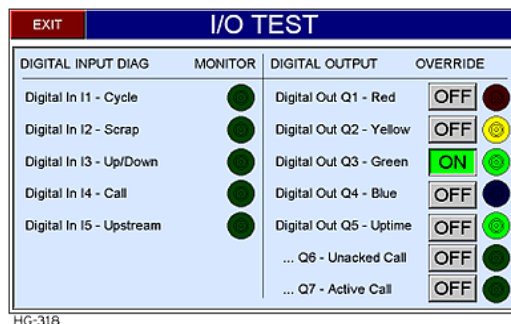 EXIT I/O TEST
DIGITAL INPUT DIAG MONITOR DIGITAL OUTPUT OVERRIDE
Digital In I1 - Cycle Digital Out Q1 - Red OFF
Digital In I2 - Scrap Digital Out Q2 - Yellow OFF
Digital In I3 - Up/Down Digital Out Q3 - Green ON
Digital In I4 - Call Digital Out Q4 - Blue OFF
Digital In I5 - Upstream Digital Out Q5 - Uptime OFF
... Q6 - Unacked Call OFF
... Q7 - Active Call OFF
HG-318